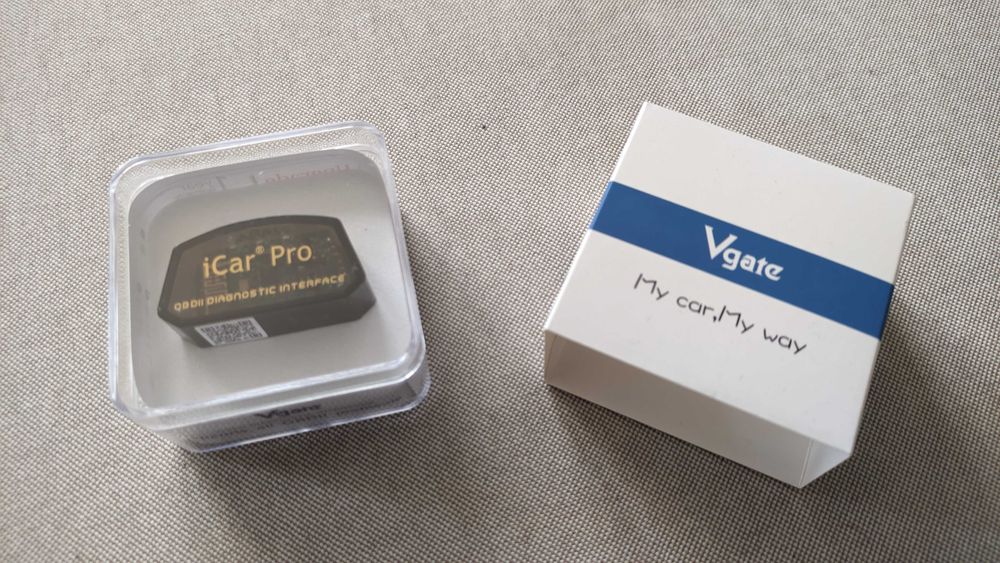 iCar® Pro
OBDII DIAGNOSTIC INTERFACE
Vgate
Vgate
My car,My way